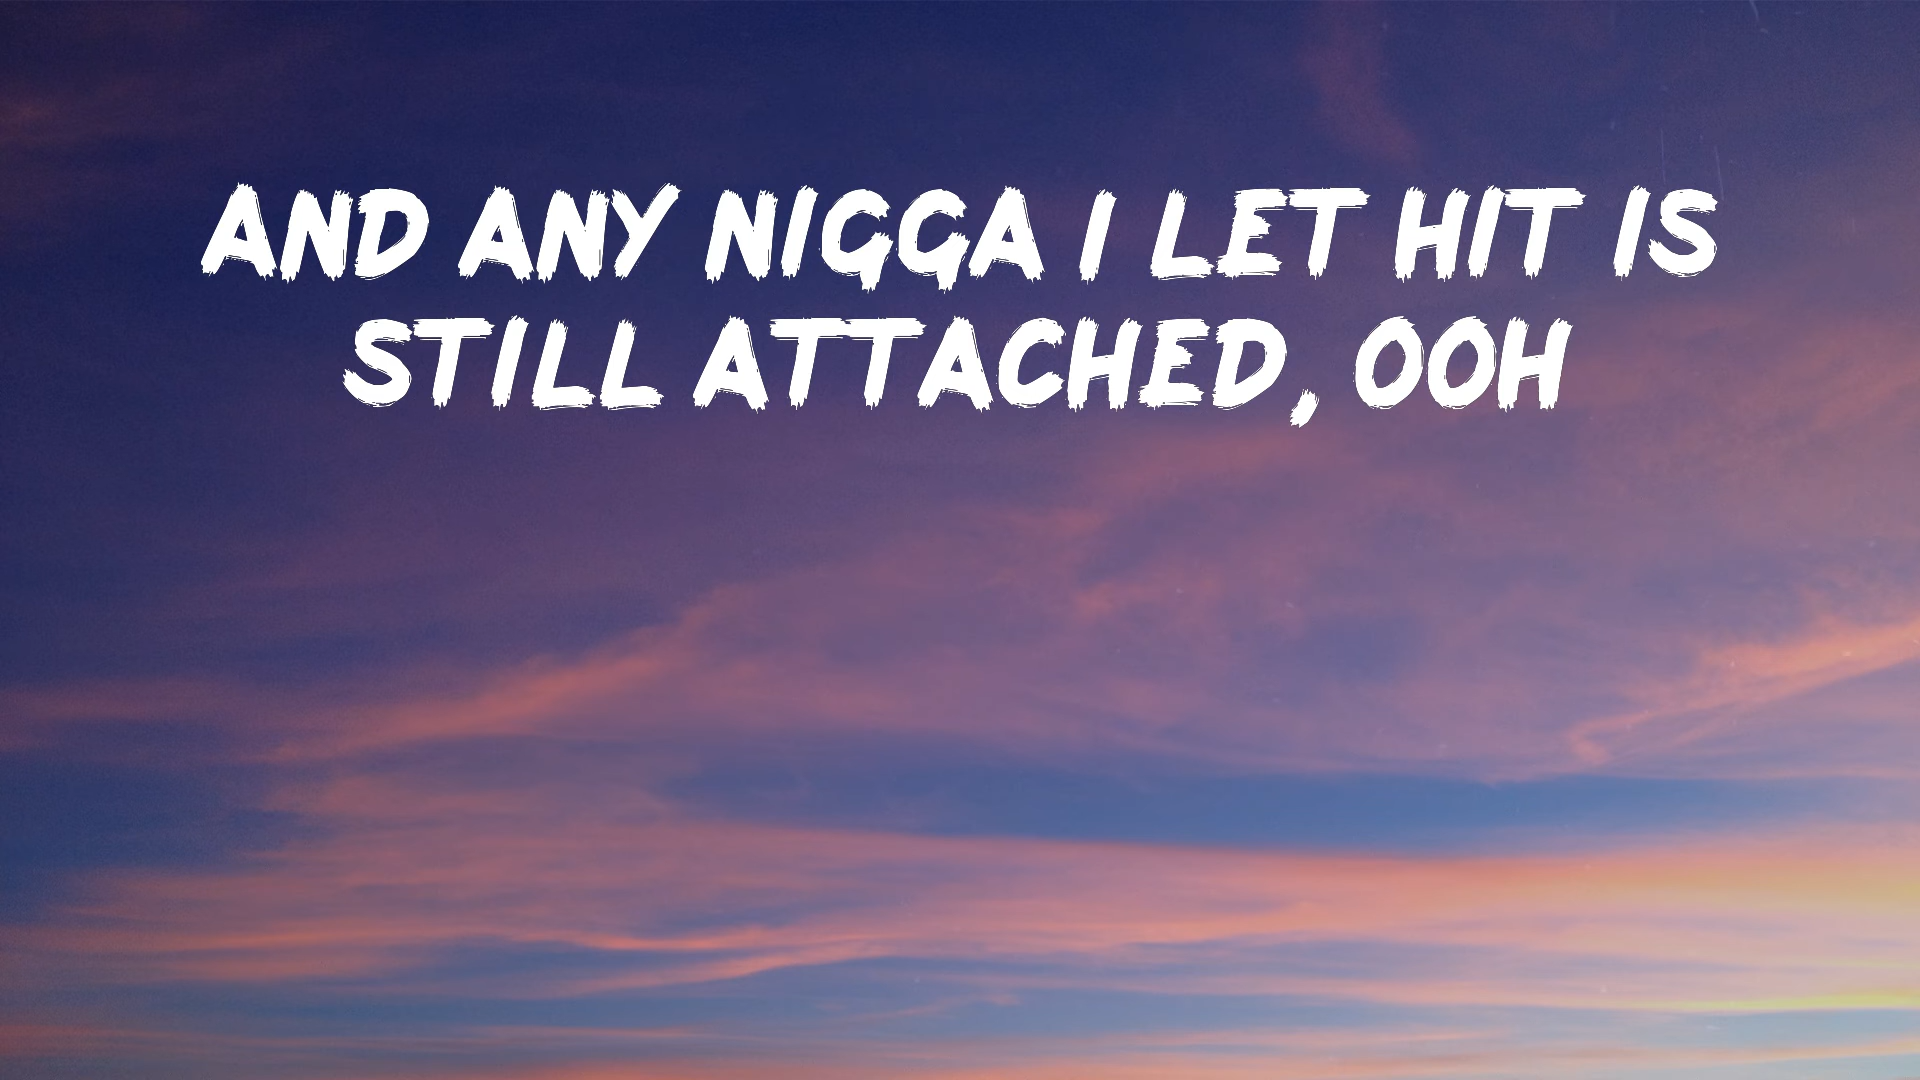 AND ANY NIGGA I LET HIT IS
STILL ATTACHED, OOH